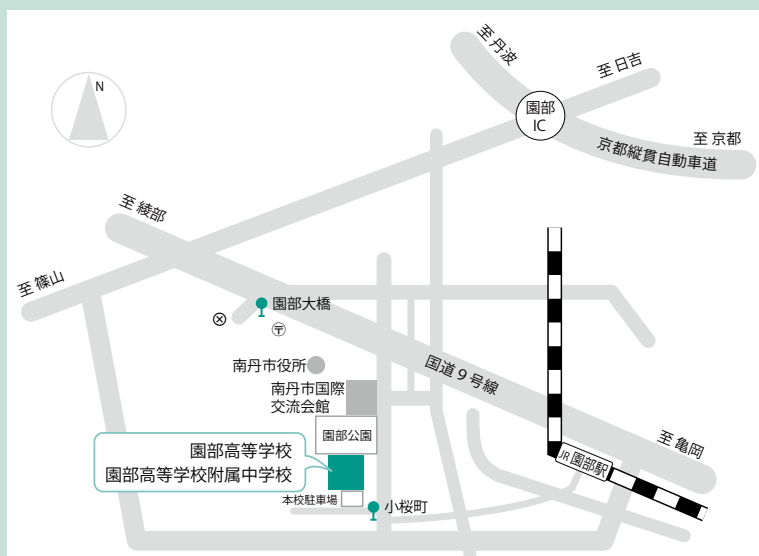 至 丹波
至 日吉
N
園部
IC
至 京都
京都縦貫自動車道
至 綾部
至 篠山
園部大橋
〒
南丹市役所
国道９号線
南丹市国際
交流会館
園部公園
至 亀岡
園部高等学校
園部高等学校附属中学校
JR 園部駅
本校駐車場
小桜町